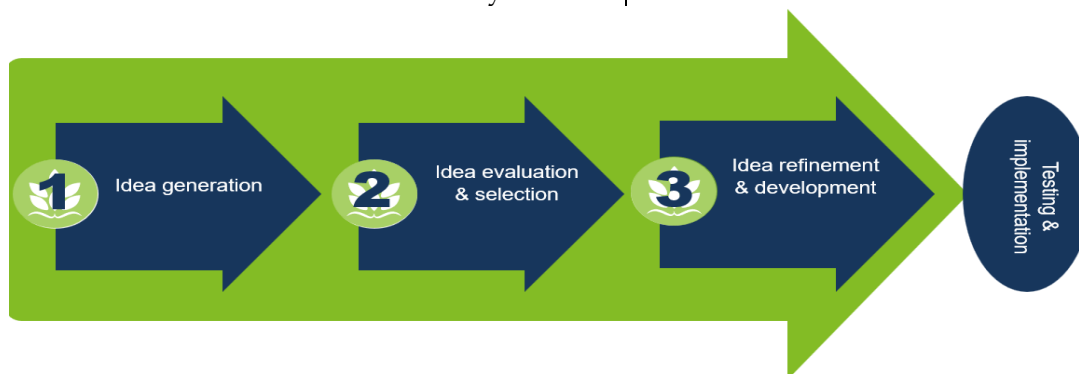 1
Idea generation
2
Idea evaluation
& selection
3
Idea refinement
& development
Testing &
implementation